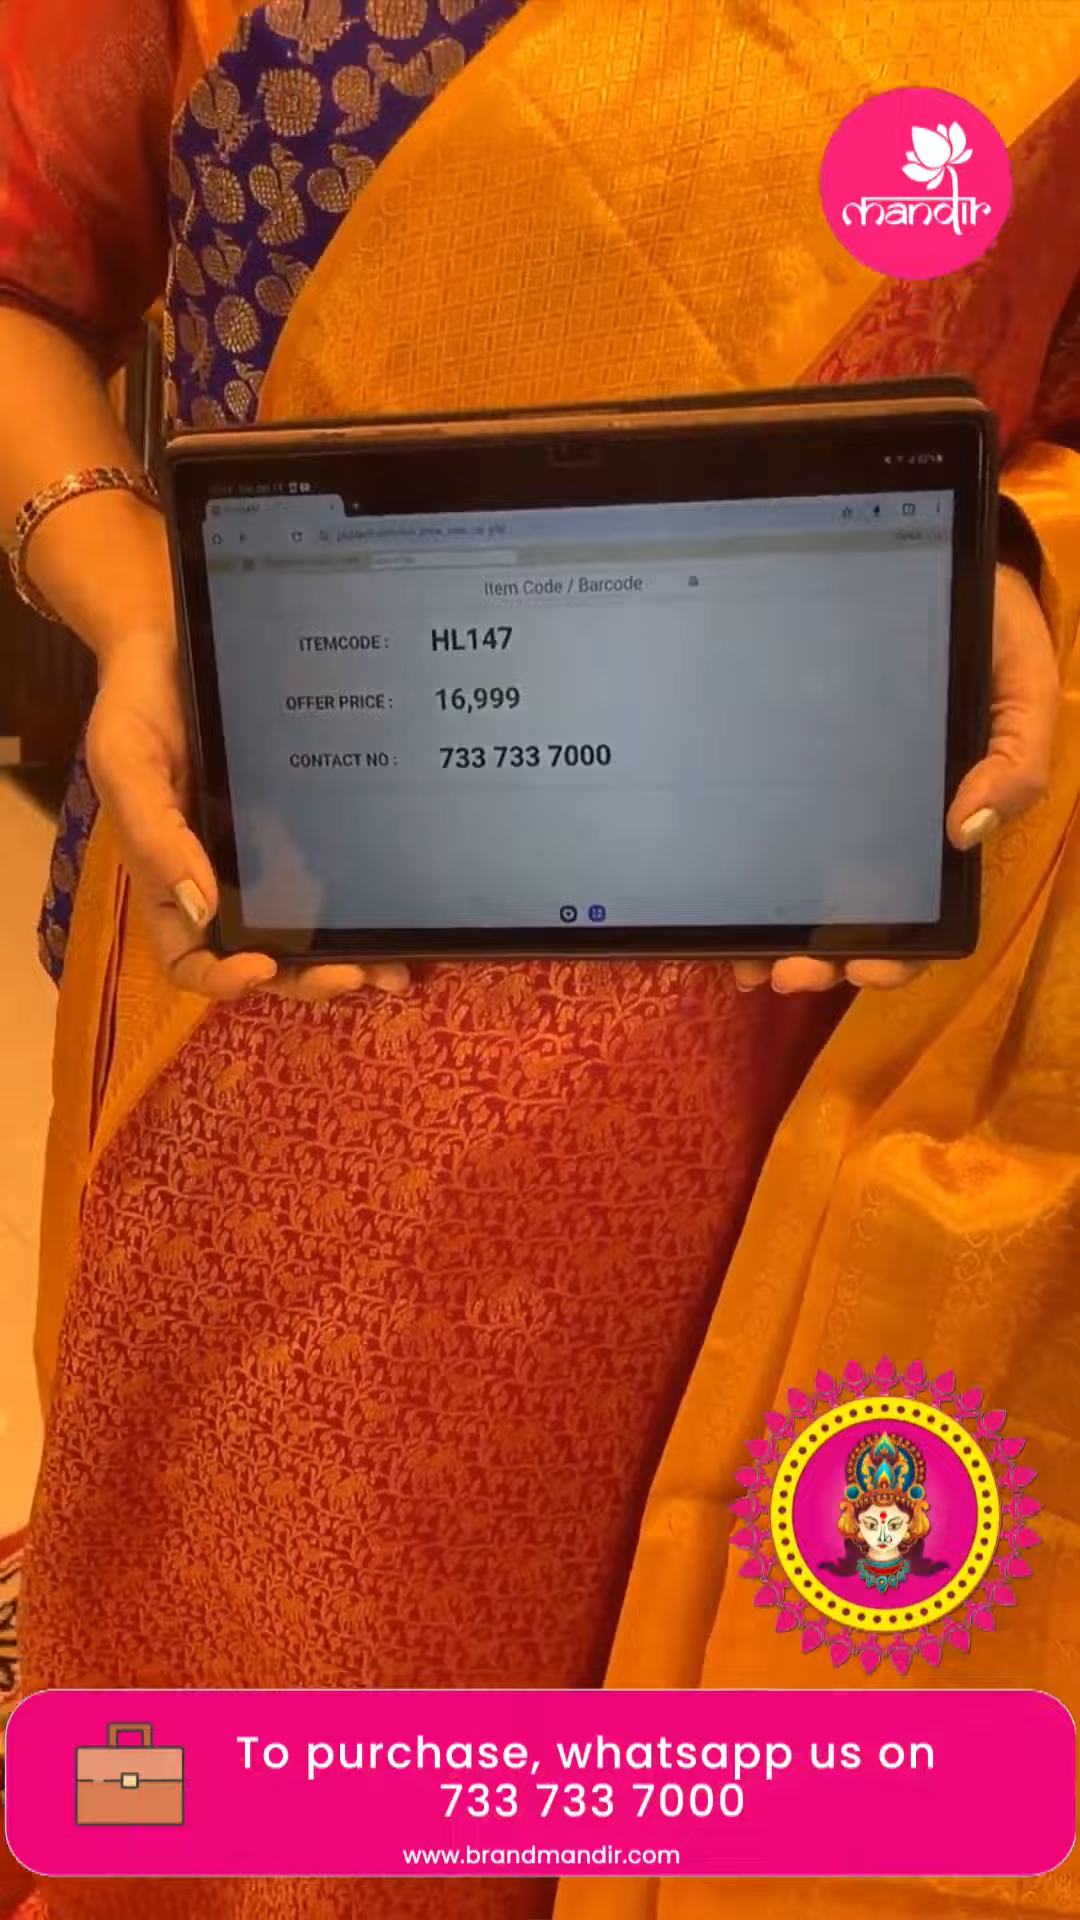 mandir
Item Code / Barcode
ITEMCODE : HL147
OFFER PRICE : 16,999
CONTACT NO : 733 733 7000
To purchase, whatsapp us on
733 733 7000
www.brandmandir.com